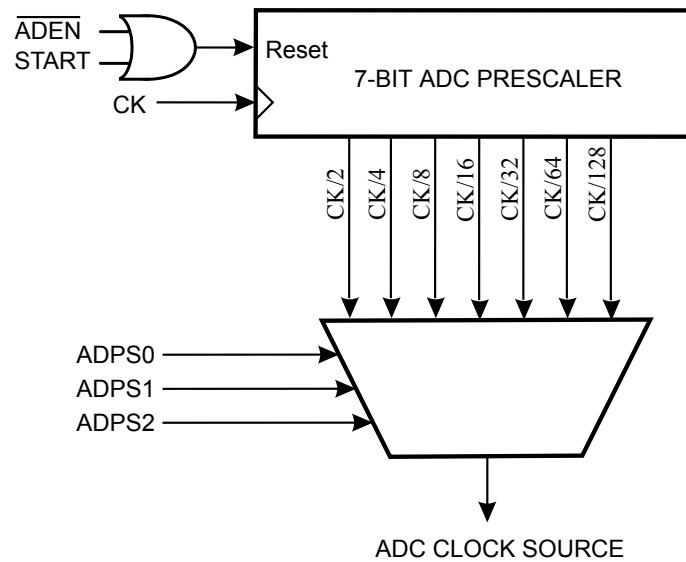 ADEN
START
Reset
7-BIT ADC PRESCALER
CK
CK/2
CK/4
CK/8
CK/16
CK/32
CK/64
CK/128
ADPS0
ADPS1
ADPS2
ADC CLOCK SOURCE